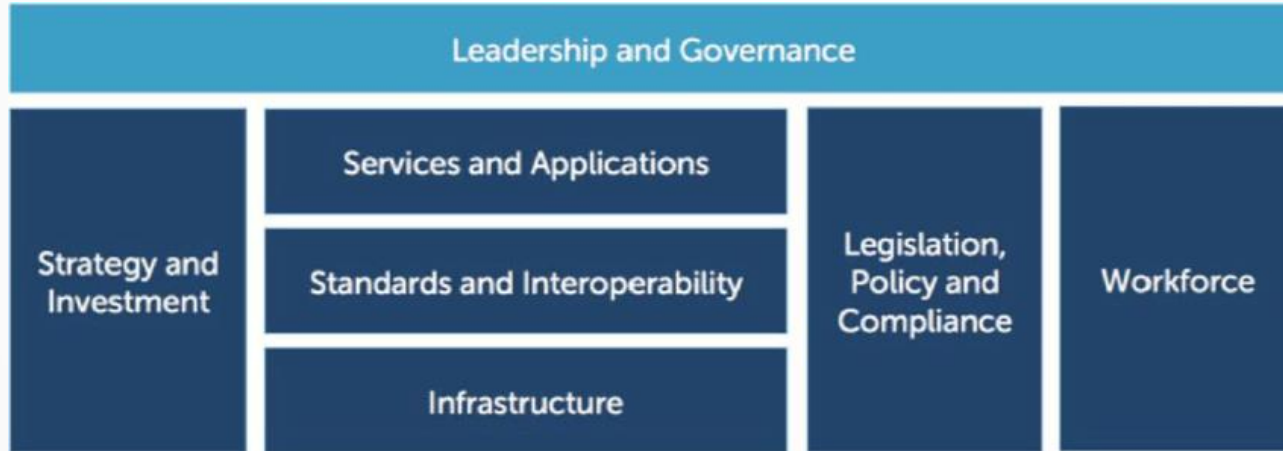 Leadership and Governance
Strategy and
Investment
Services and Applications
Standards and Interoperability
Infrastructure
Legislation,
Policy and
Compliance
Workforce